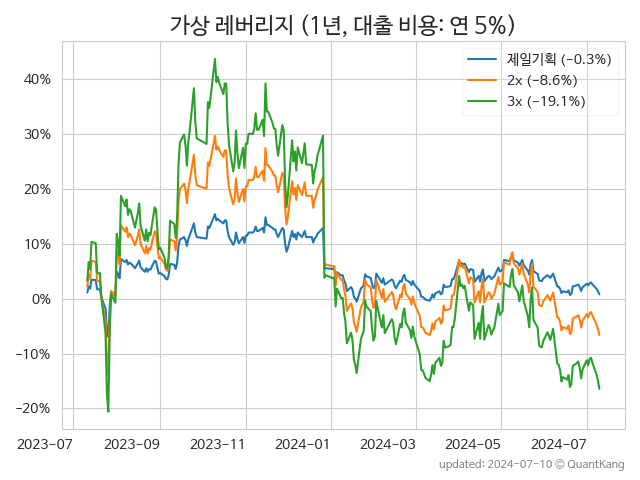 가상 레버리지 (1년, 대출 비용: 연 5%)
제일기획 (−0.3%)
2x (−8.6%)
3x (−19.1%)
40%
30%
20%
10%
0%
−10%
−20%
2023-07 2023-09 2023-11 2024-01 2024-03 2024-05 2024-07
updated: 2024-07-10 © QuantKang